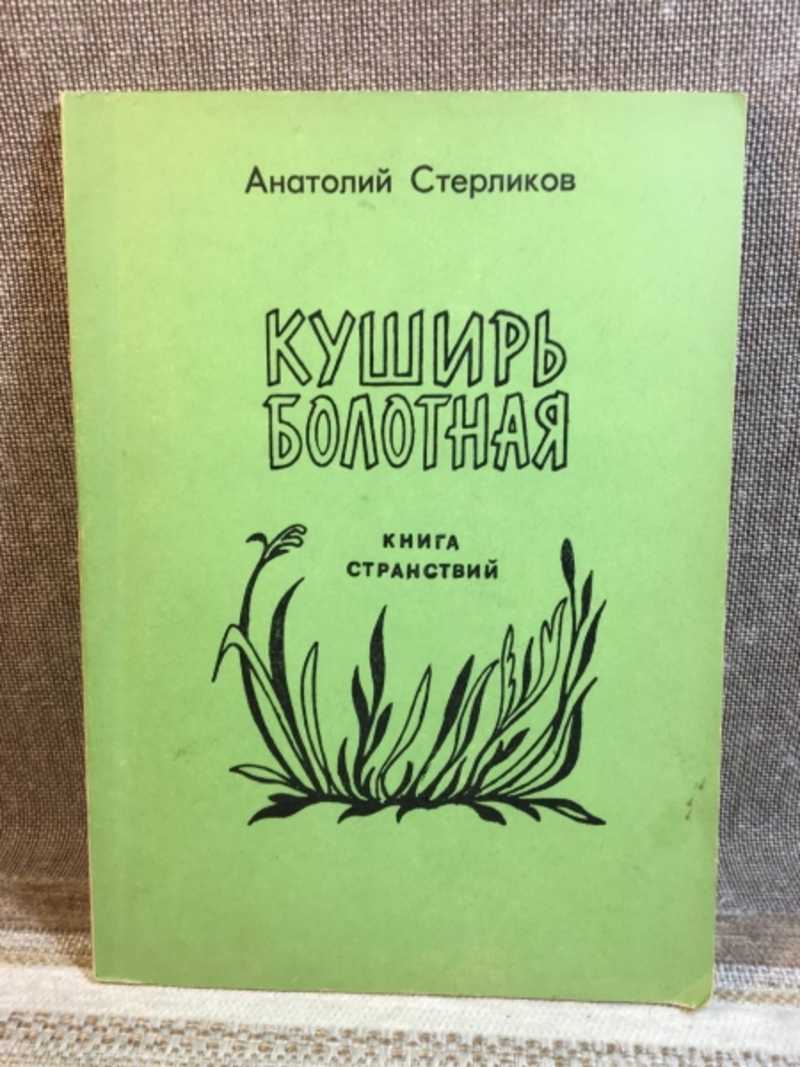 Анатолий Стерликов
КУШИРЬ
БОЛОТНАЯ
КНИГА
СТРАНСТВИЙ